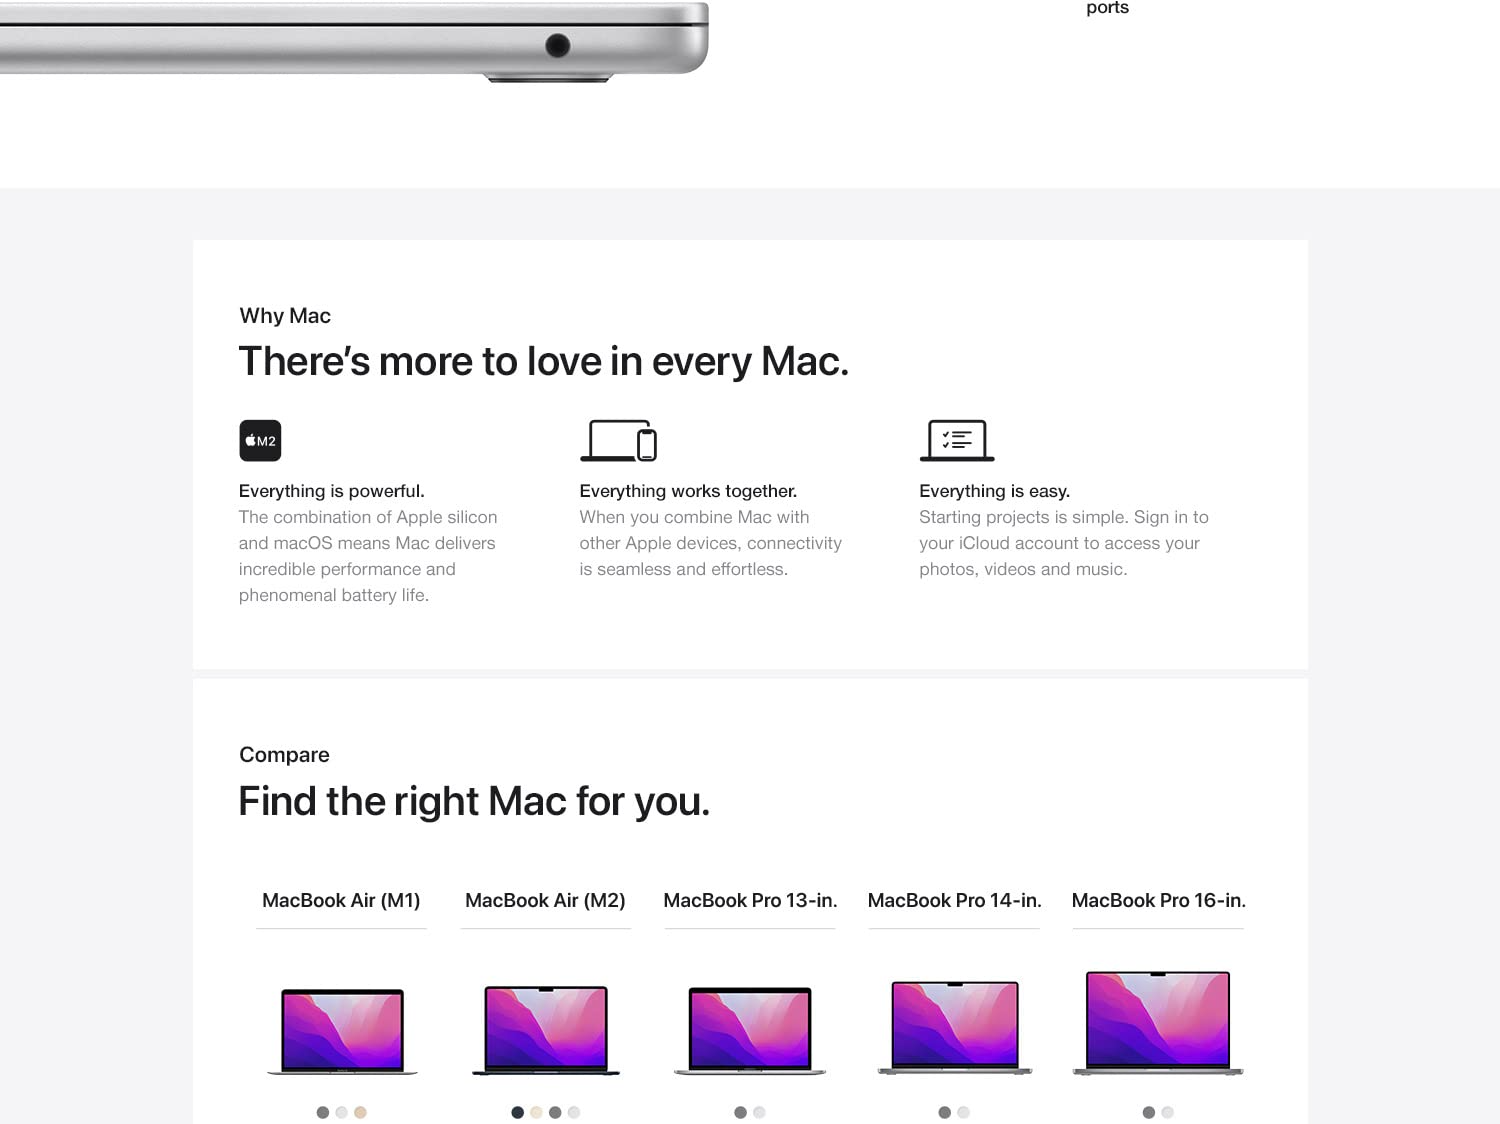 ports
Why Mac
There’s more to love in every Mac.
M2
Everything is powerful.
The combination of Apple silicon
and macOS means Mac delivers
incredible performance and
phenomenal battery life.
Everything works together.
When you combine Mac with
other Apple devices, connectivity
is seamless and effortless.
Everything is easy.
Starting projects is simple. Sign in to
your iCloud account to access your
photos, videos and music.
Compare
Find the right Mac for you.
MacBook Air (M1)
MacBook Air (M2)
MacBook Pro 13-in.
MacBook Pro 14-in.
MacBook Pro 16-in.